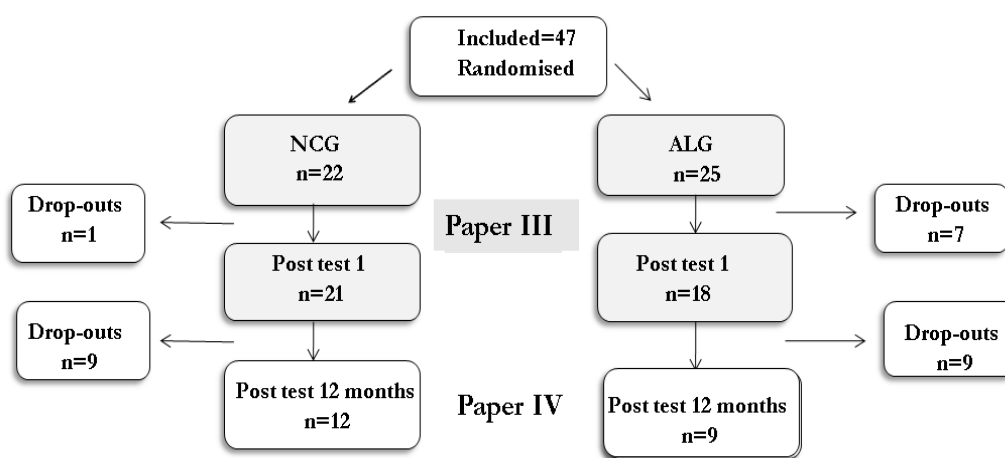 Included=47
Randomised
NCG
n=22
ALG
n=25
Drop-outs
n=1
Paper III
Drop-outs
n=7
Post test 1
n=21
Post test 1
n=18
Drop-outs
n=9
Drop-outs
n=9
Post test 12 months
n=12
Paper IV
Post test 12 months
n=9